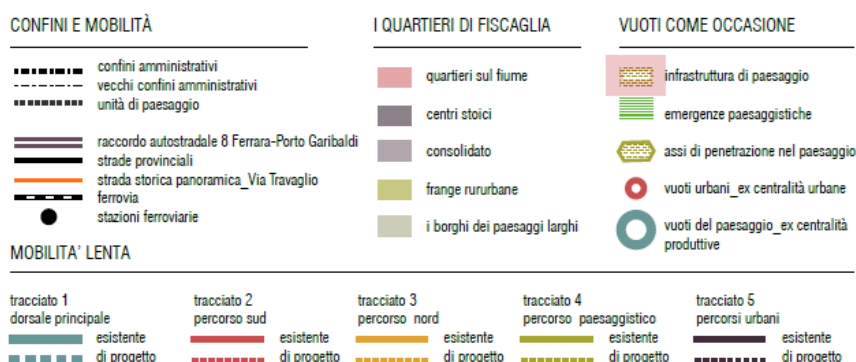 CONFINI E MOBILITÀ
confini amministrativi
vecchi confini amministrativi
unità di paesaggio
raccordo autostradale 8 Ferrara-Porto Garibaldi
strade provinciali
strada storica panoramica_Via Travaglio
ferrovia
stazioni ferroviarie
I QUARTIERI DI FISCAGLIA
quartieri sul fiume
centri stoici
consolidato
frange rururbane
i borghi dei paesaggi larghi
VUOTI COME OCCASIONE
infrastruttura di paesaggio
emergenze paesaggistiche
assi di penetrazione nel paesaggio
vuoti urbani_ex centralità urbane
vuoti del paesaggio_ex centralità
produttive
MOBILITA' LENTA
tracciato 1
dorsale principale
esistente
di progetto
tracciato 2
percorso sud
esistente
di progetto
tracciato 3
percorso nord
esistente
di progetto
tracciato 4
percorso paesaggistico
esistente
di progetto
tracciato 5
percorsi urbani
esistente
di progetto